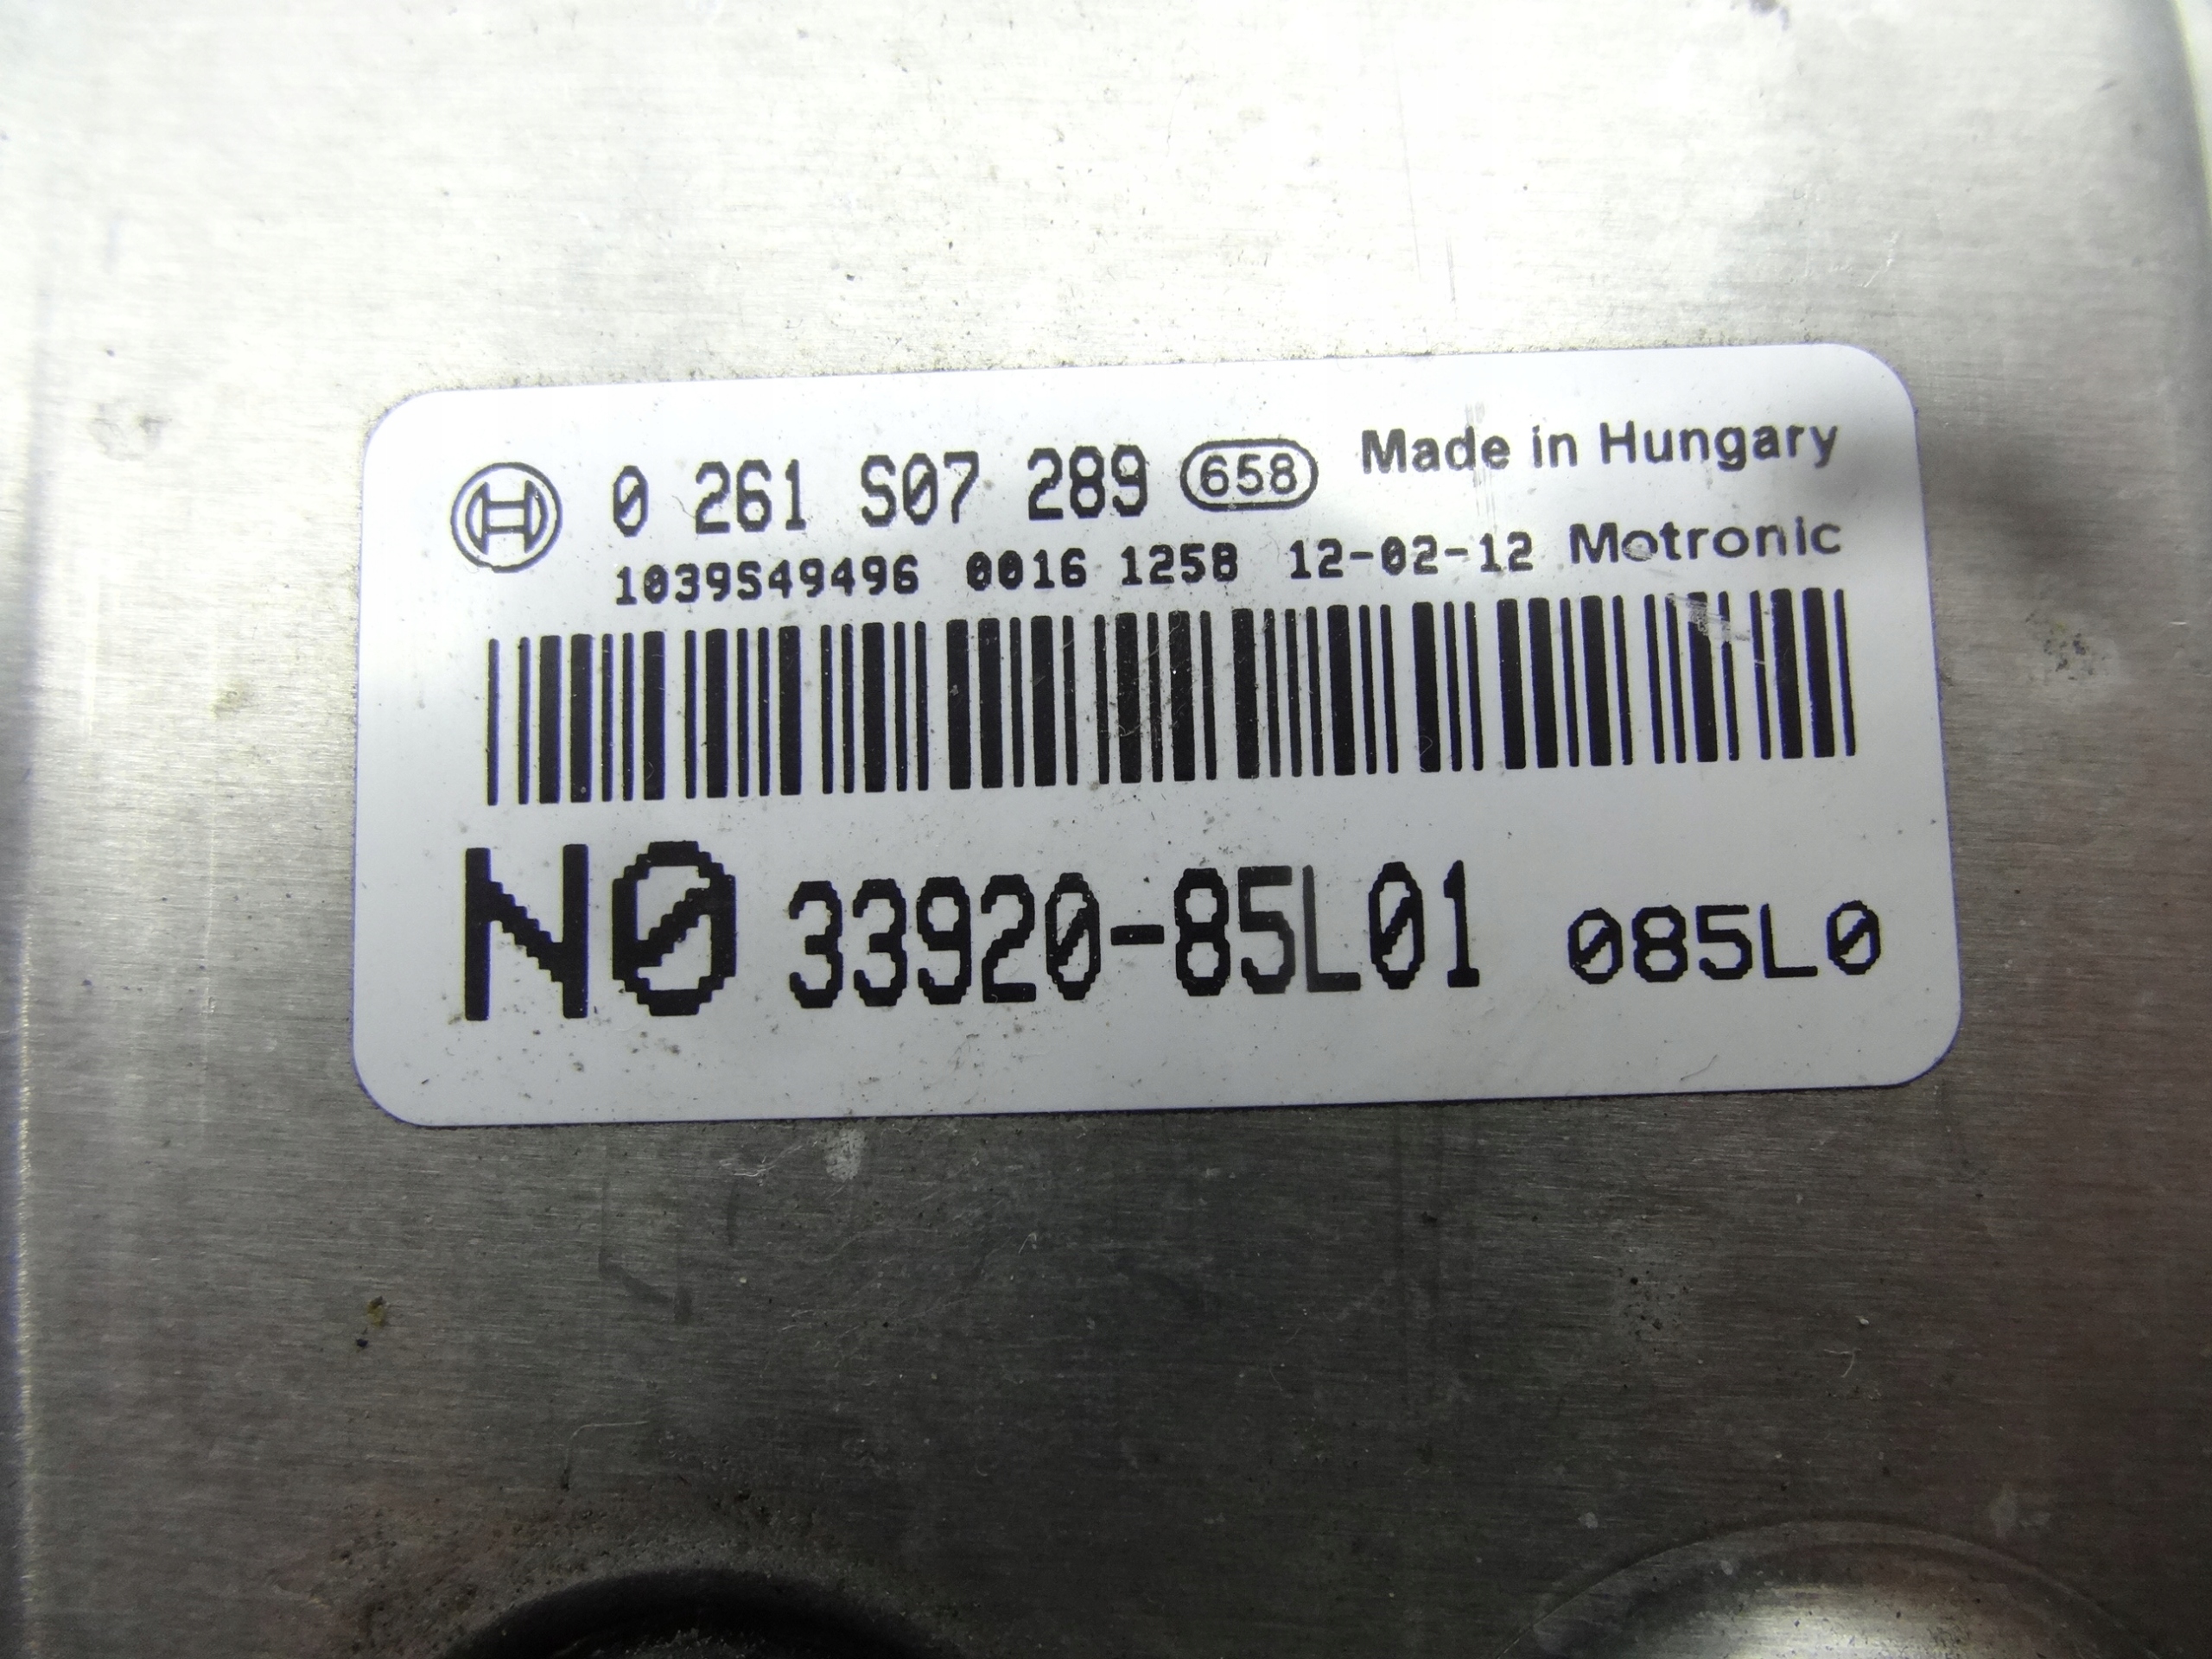 0 261 S07 289 658 Made in Hungary
1039S49496 0016 1258 12-02-12 Motronic
N0 33920-85L01 085L0